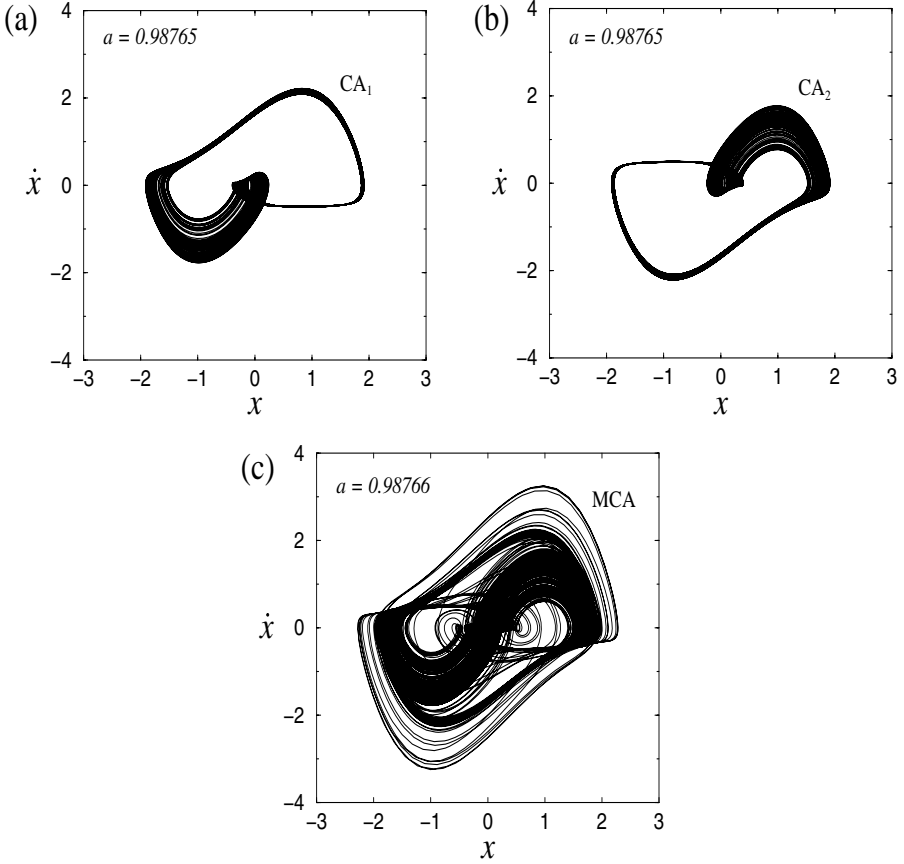 (a)
a = 0.98765
CA₁
4
2
0
−2
−4
ẋ
−3 −2 −1 0 1 2 3
x
(b)
a = 0.98765
CA₂
4
2
0
−2
−4
ẋ
−3 −2 −1 0 1 2 3
x
(c)
a = 0.98766
MCA
4
2
0
−2
−4
ẋ
−3 −2 −1 0 1 2 3
x